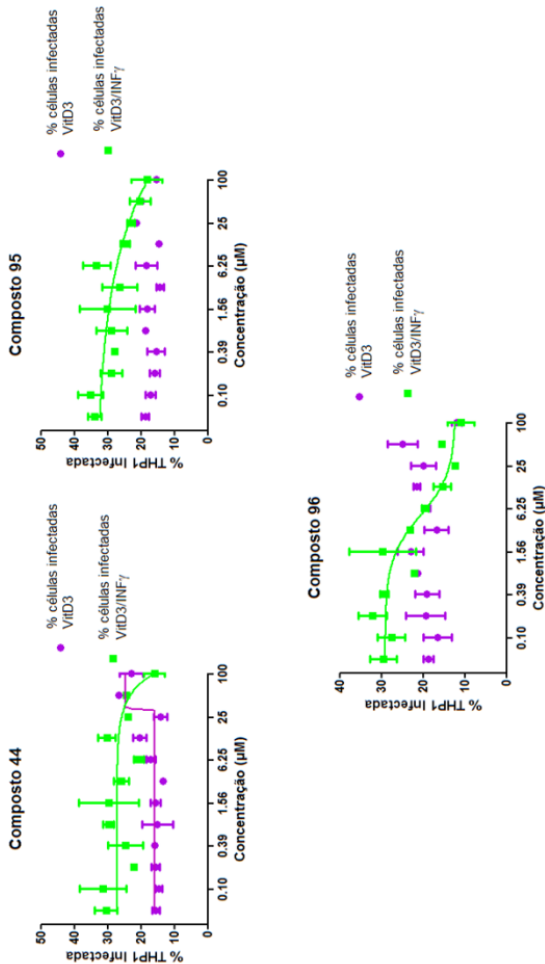 Composto 44
% THP1 Infectada
50
40
30
20
10
0
0.10
0.39
1.56
6.25
25
100
Concentração (µM)
% células infectadas
VitD3
% células infectadas
VitD3/INFγ
Composto 95
% THP1 Infectada
50
40
30
20
10
0
0.10
0.39
1.56
6.25
25
100
Concentração (µM)
% células infectadas
VitD3
% células infectadas
VitD3/INFγ
Composto 96
% THP1 Infectada
40
30
20
10
0
0.10
0.39
1.56
6.25
25
100
Concentração (µM)
% células infectadas
VitD3
% células infectadas
VitD3/INFγ